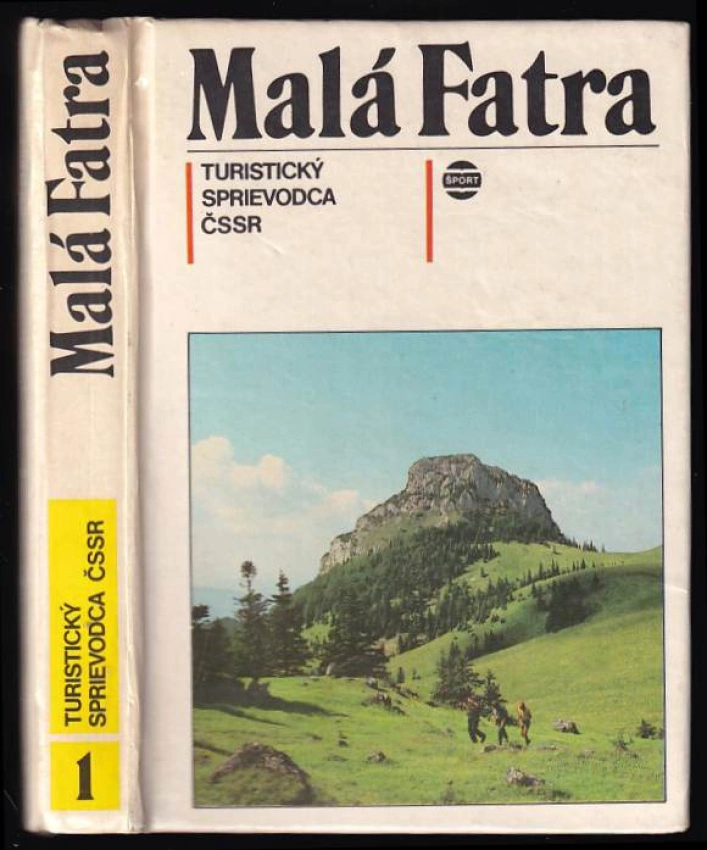 Malá Fatra
TURISTICKÝ
SPRIEVODCA
ČSSR
ŠPORT
Malá Fatra
TURISTICKÝ
SPRIEVODCA ČSSR
1